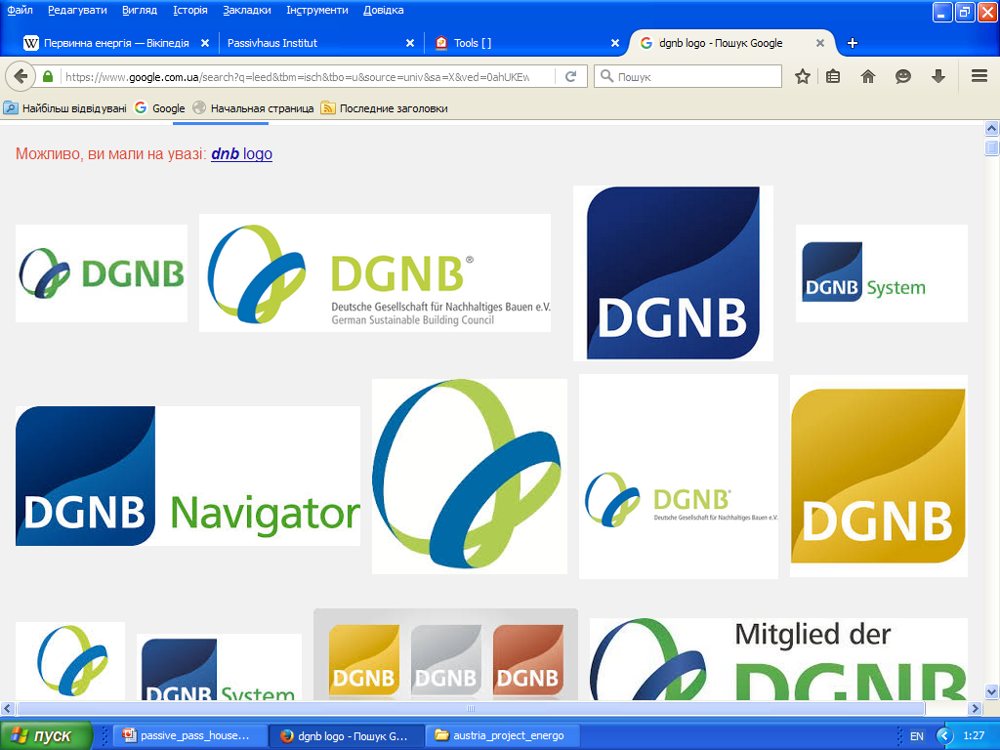 Файл Редагувати Вигляд Історія Закладки Інструменти Довідка
W Первинна енергія — Вікіпедія
Passivhaus Institut
Tools [ ]
dgnb logo - Пошук Google
https://www.google.com.ua/search?q=leed&tbm=isch&tbo=u&source=univ&sa=X&ved=0ahUKEw
Пошук
Найбільш відвідувані Google Начальная страница Последние заголовки
Можливо, ви мали на увазі: dnb logo
DGNB
DGNB®
Deutsche Gesellschaft für Nachhaltiges Bauen e.V.
German Sustainable Building Council
DGNB
DGNB System
DGNB Navigator
DGNB®
Deutsche Gesellschaft für Nachhaltiges Bauen e.V.
DGNB
DGNB System
DGNB DGNB DGNB
Mitglied der
DGNB
пуск
passive_pass_house...
dgnb logo - Пошук G...
austria_project_energo
EN
1:27